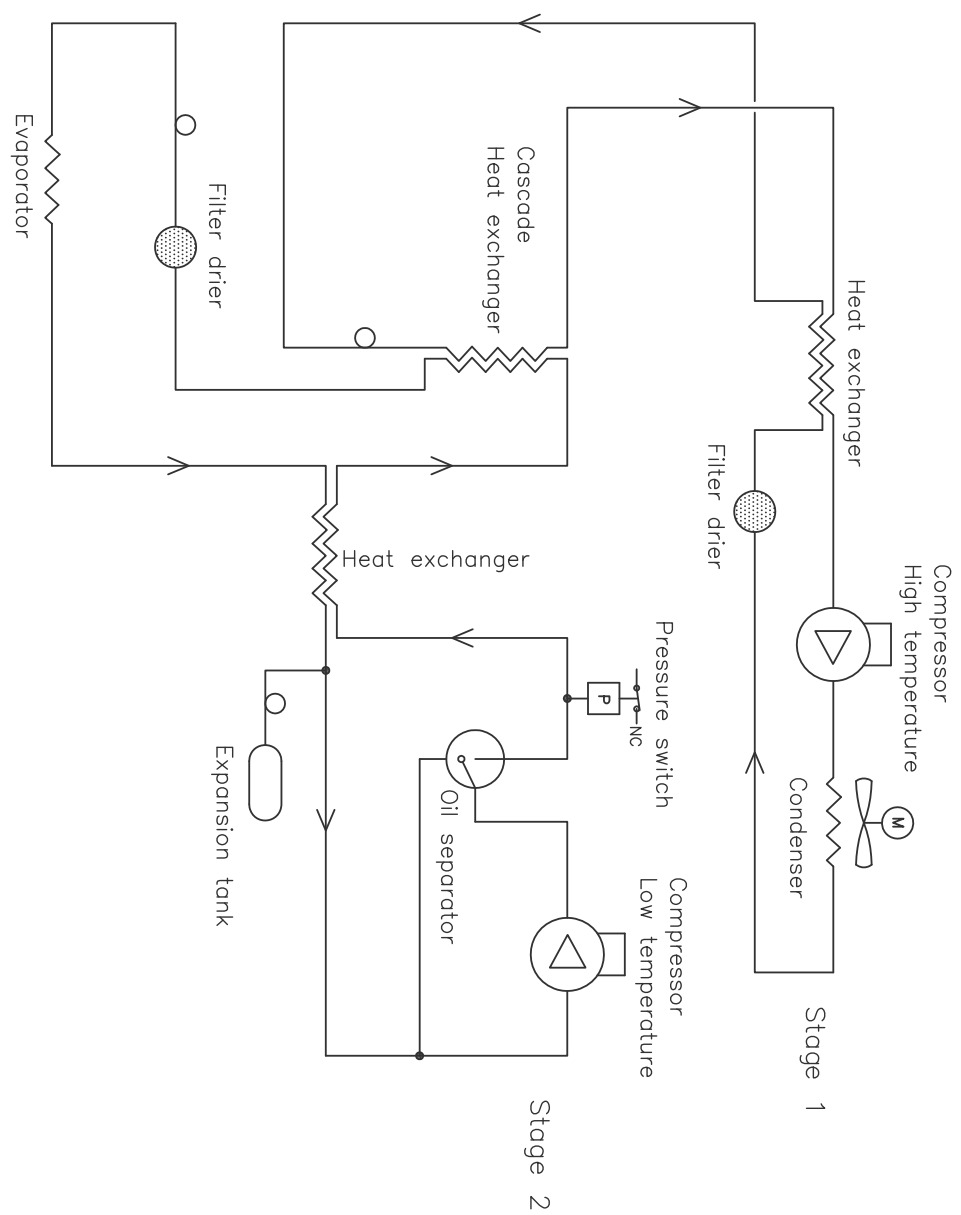 Stage 1
Compressor
High temperature
Condenser
M
Heat exchanger
Filter drier
Stage 2
Compressor
Low temperature
Pressure switch
P
NC
Oil separator
Cascade
Heat exchanger
Heat exchanger
Expansion tank
Filter drier
Evaporator